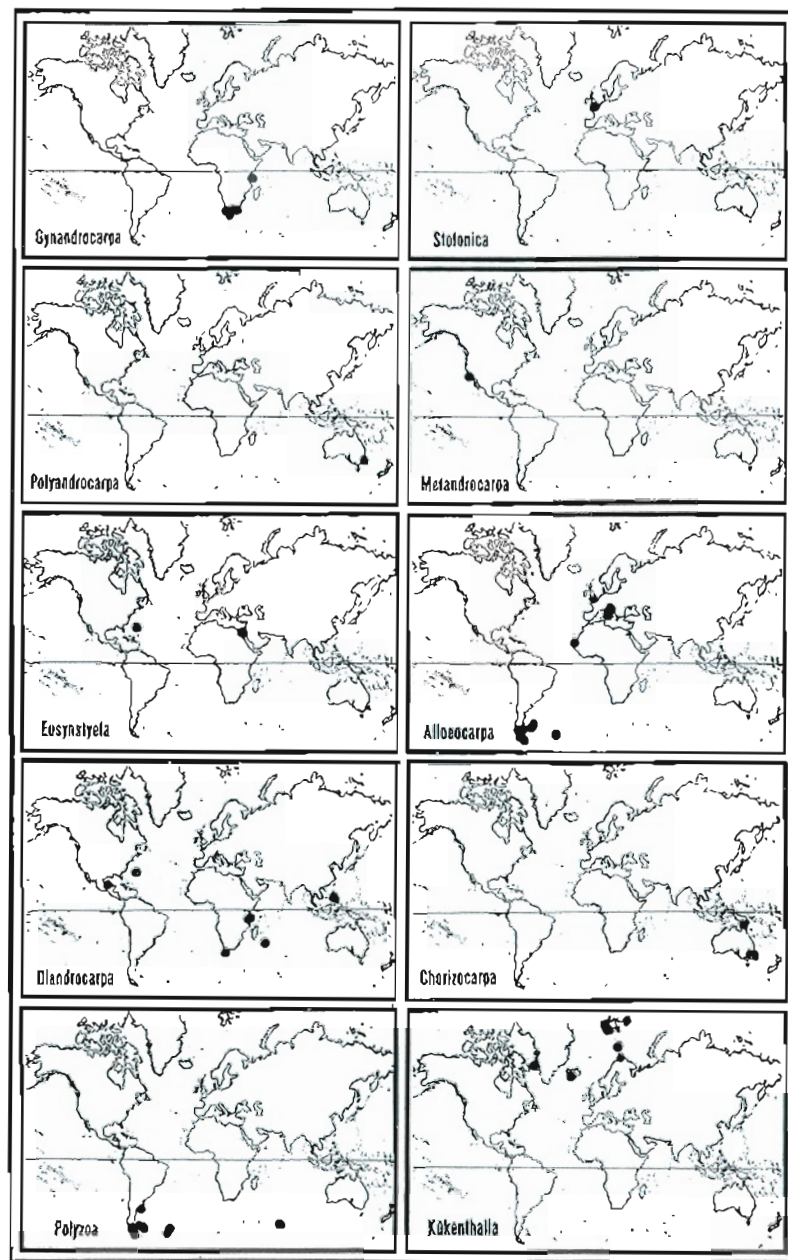 Gynandrocarpa
Stolonica
Polyandrocarpa
Metandrocarpa
Eusynstyela
Alloeocarpa
Diandrocarpa
Chorizocarpa
Polyzoa
Kükenthalia